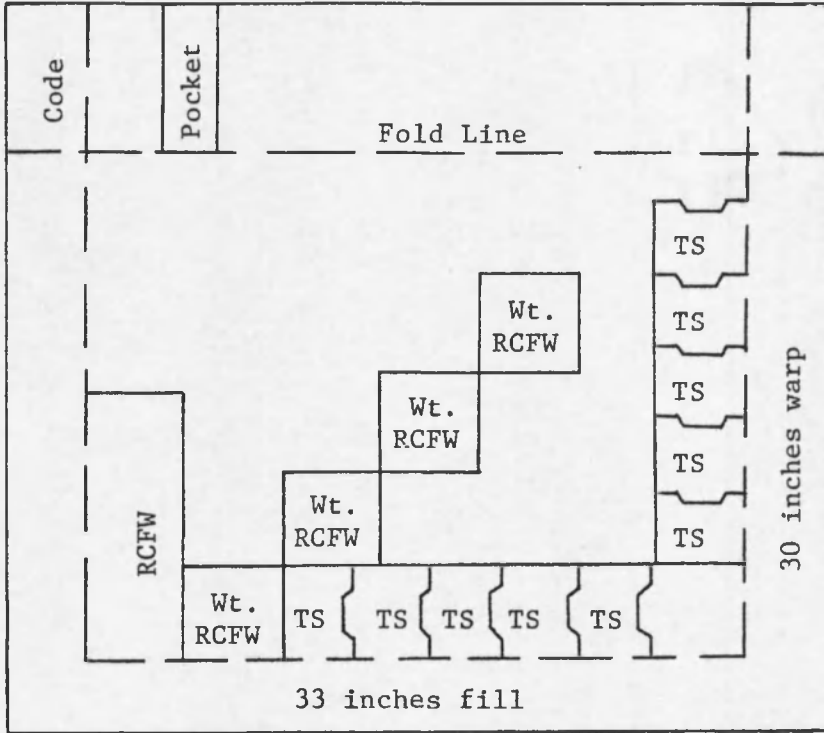 Code
Pocket
Fold Line
TS
Wt.
RCFW
TS
Wt.
RCFW
TS
RCFW
Wt.
RCFW
TS
TS
Wt.
RCFW
TS
TS
TS
TS
TS
30 inches warp
33 inches fill